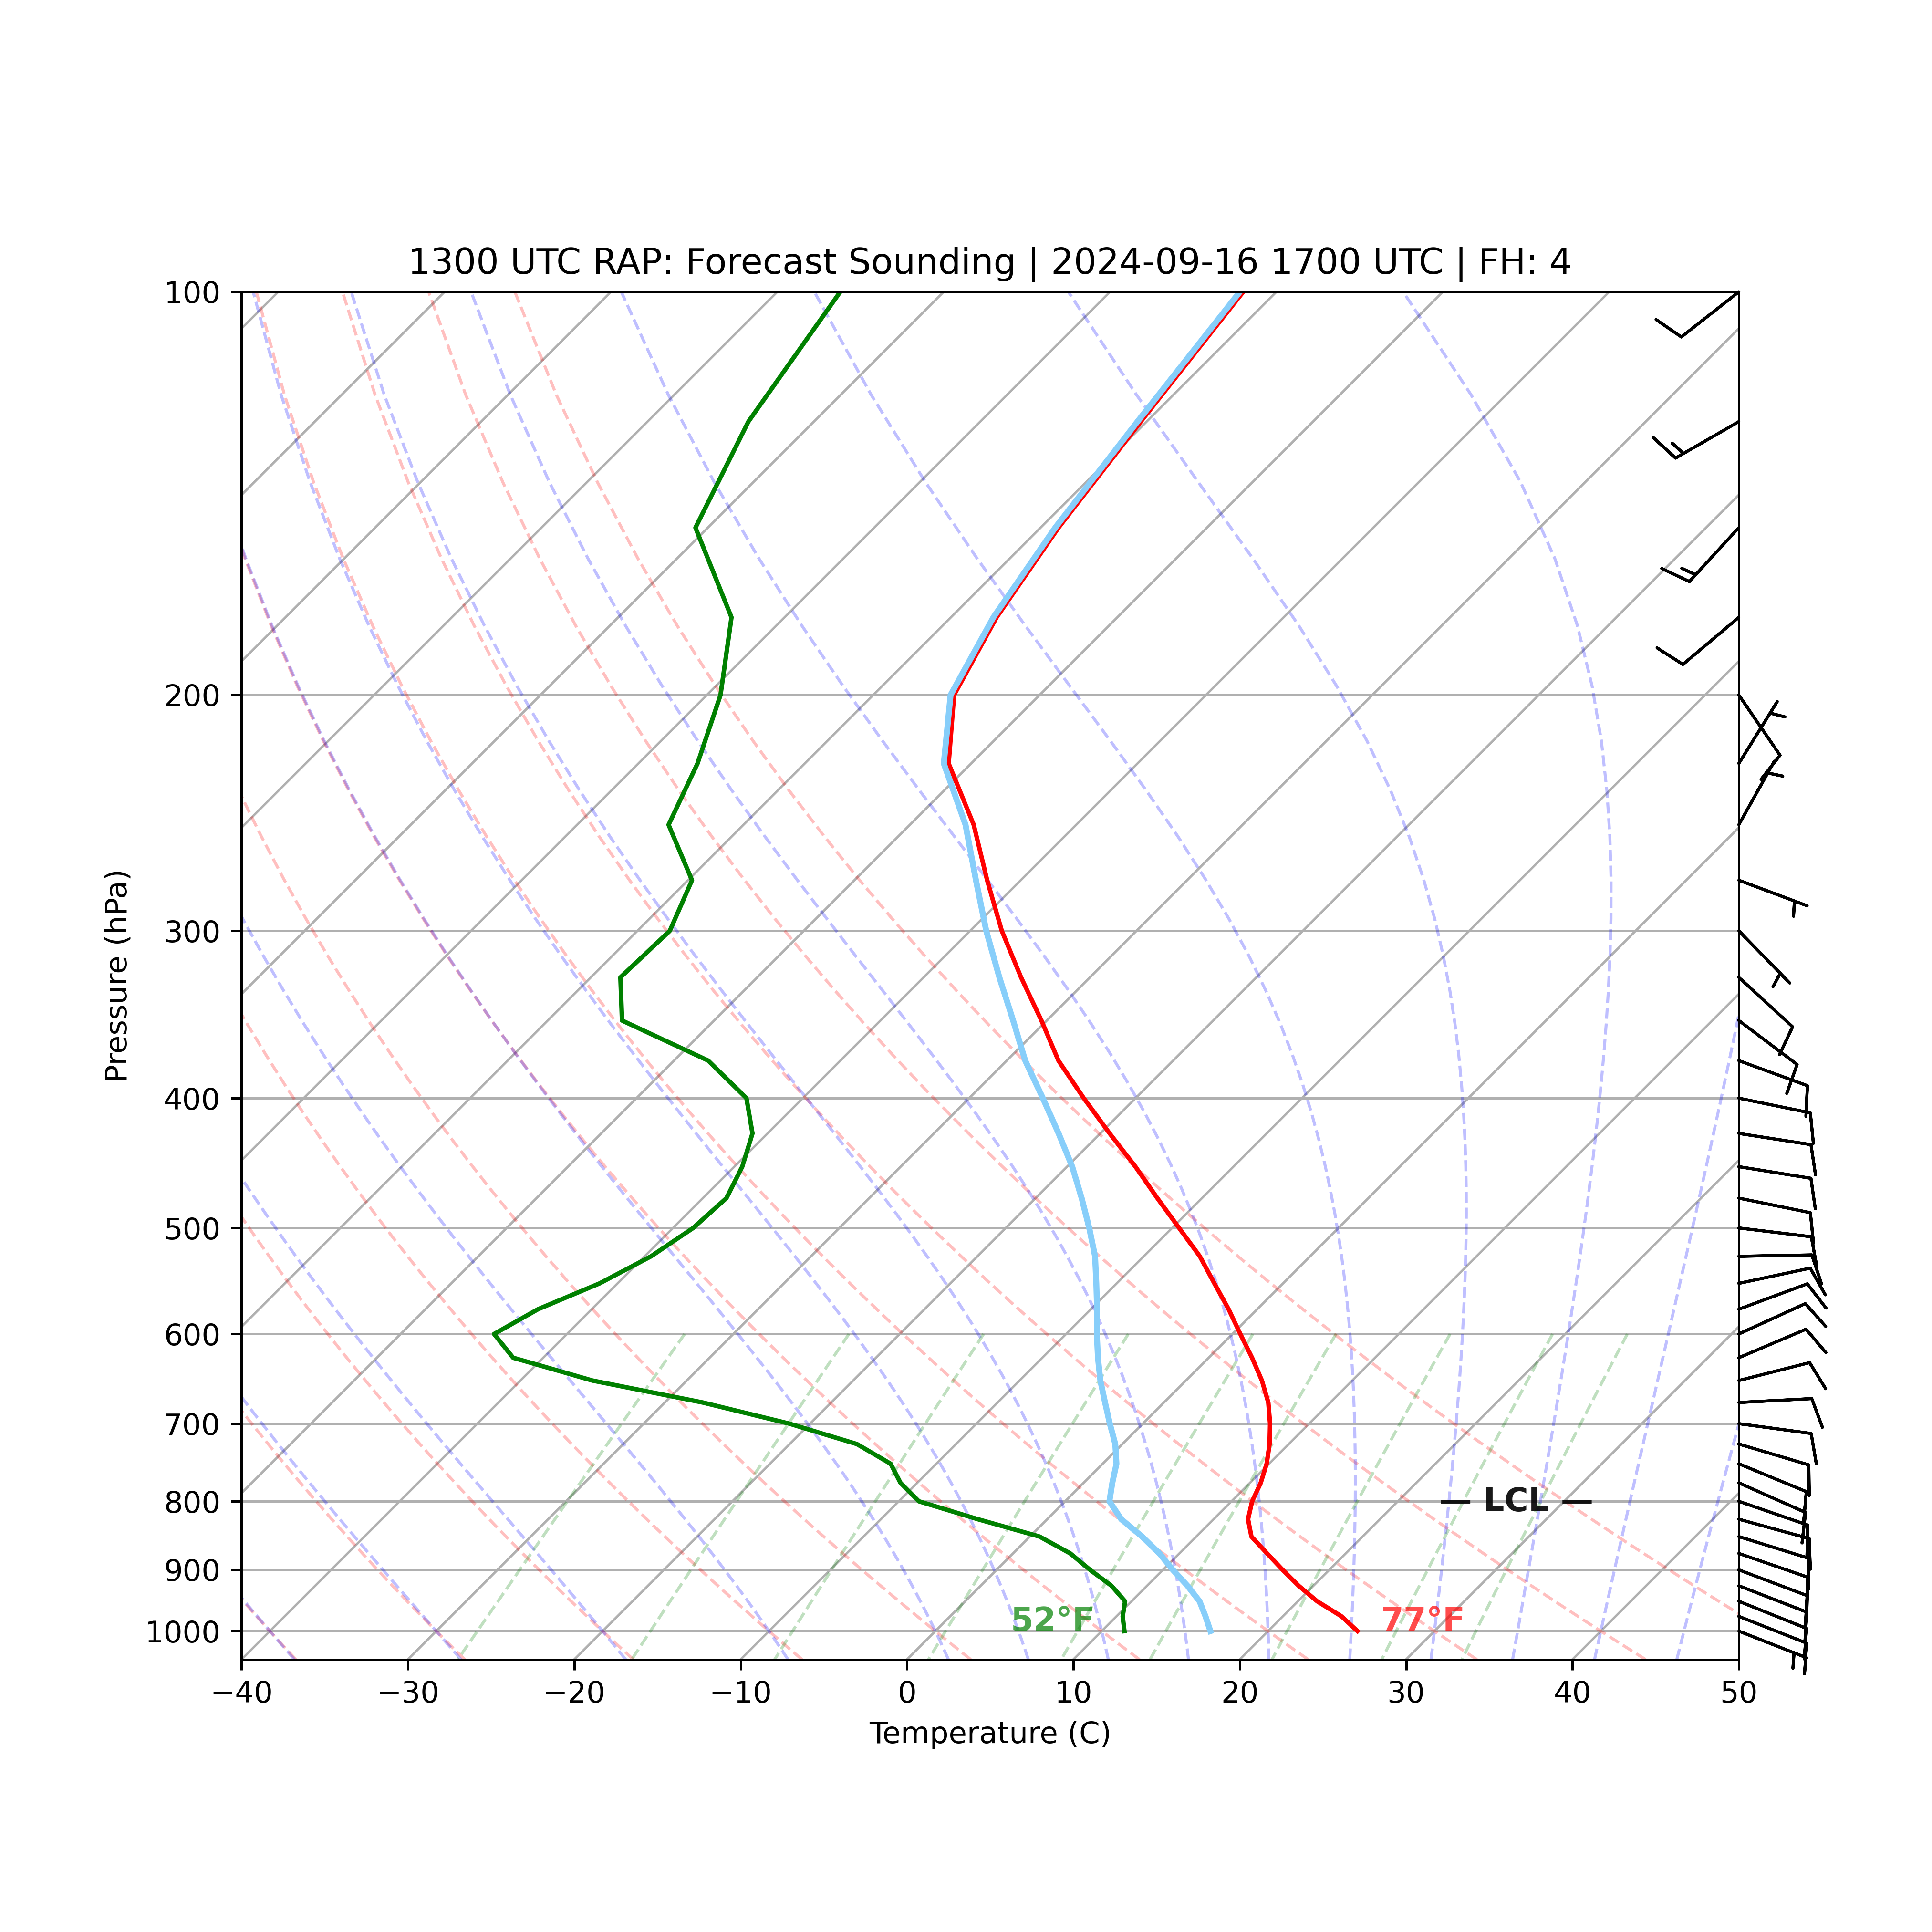 1300 UTC RAP: Forecast Sounding | 2024-09-16 1700 UTC | FH: 4
100
200
300
400
500
600
700
800
900
1000
Pressure (hPa)
— LCL —
52°F
77°F
−40 −30 −20 −10 0 10 20 30 40 50
Temperature (C)